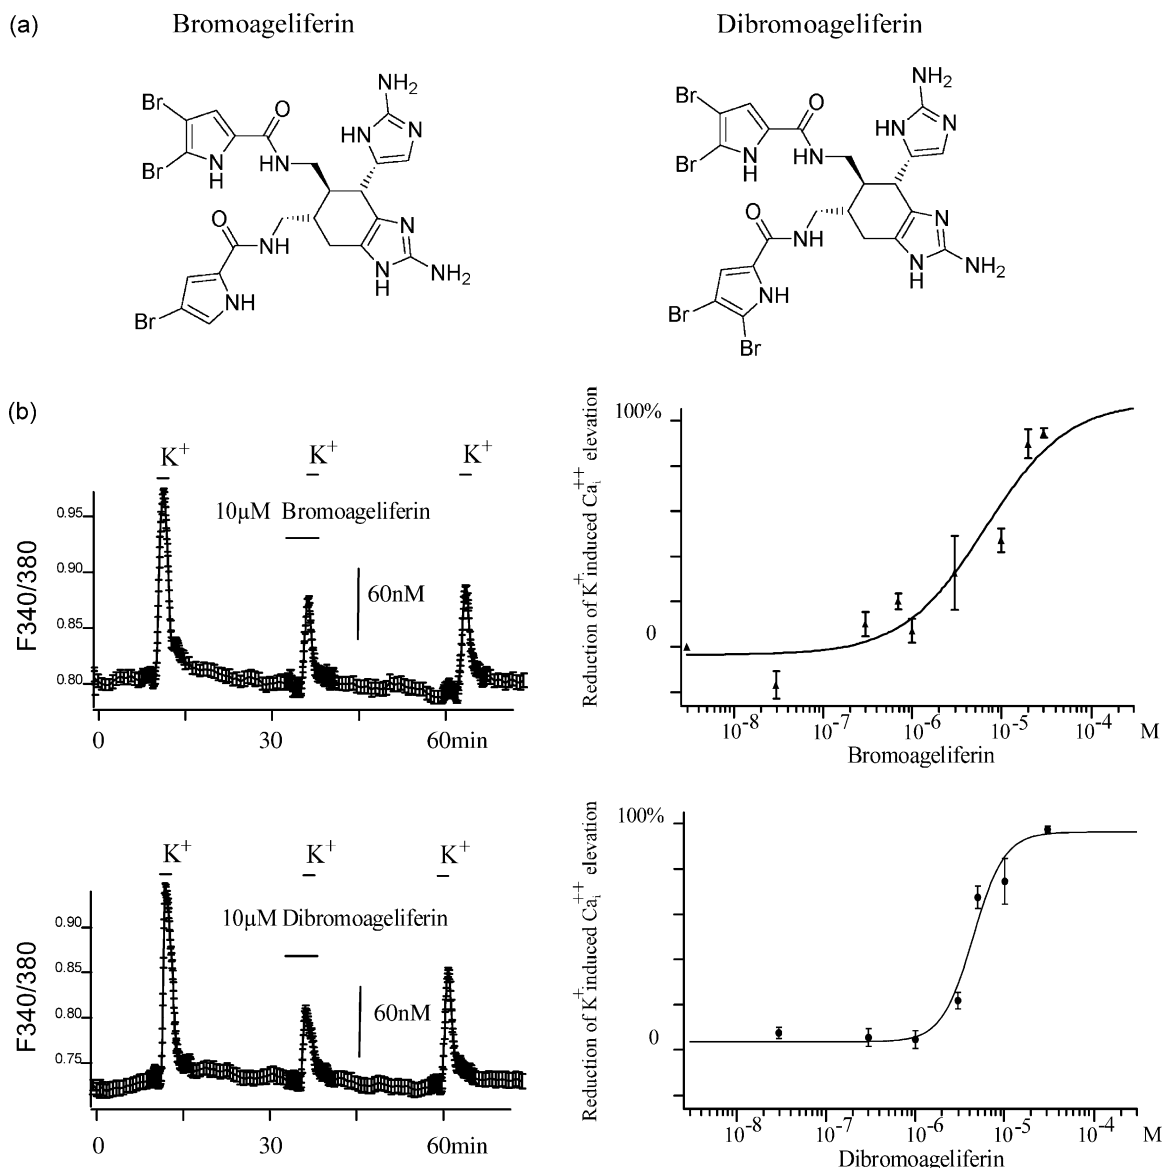 (a)
Bromoageliferin
Dibromoageliferin
NH2
Br
O
HN
N
Br
N
H
HN
O
N
NH
N
H
NH2
Br
NH
NH2
Br
O
HN
N
Br
N
H
HN
O
N
NH
N
H
NH2
Br
NH
Br
(b)
K+
K+
K+
10µM Bromoageliferin
60nM
F340/380
0.95
0.90
0.85
0.80
0
30
60min
Reduction of K+induced Cai++ elevation
100%
0
10-8
10-7
10-6
10-5
10-4
M
Bromoageliferin
K+
K+
K+
10µM Dibromoageliferin
60nM
F340/380
0.90
0.85
0.80
0.75
0
30
60min
Reduction of K+induced Cai++ elevation
100%
0
10-8
10-7
10-6
10-5
10-4
M
Dibromoageliferin